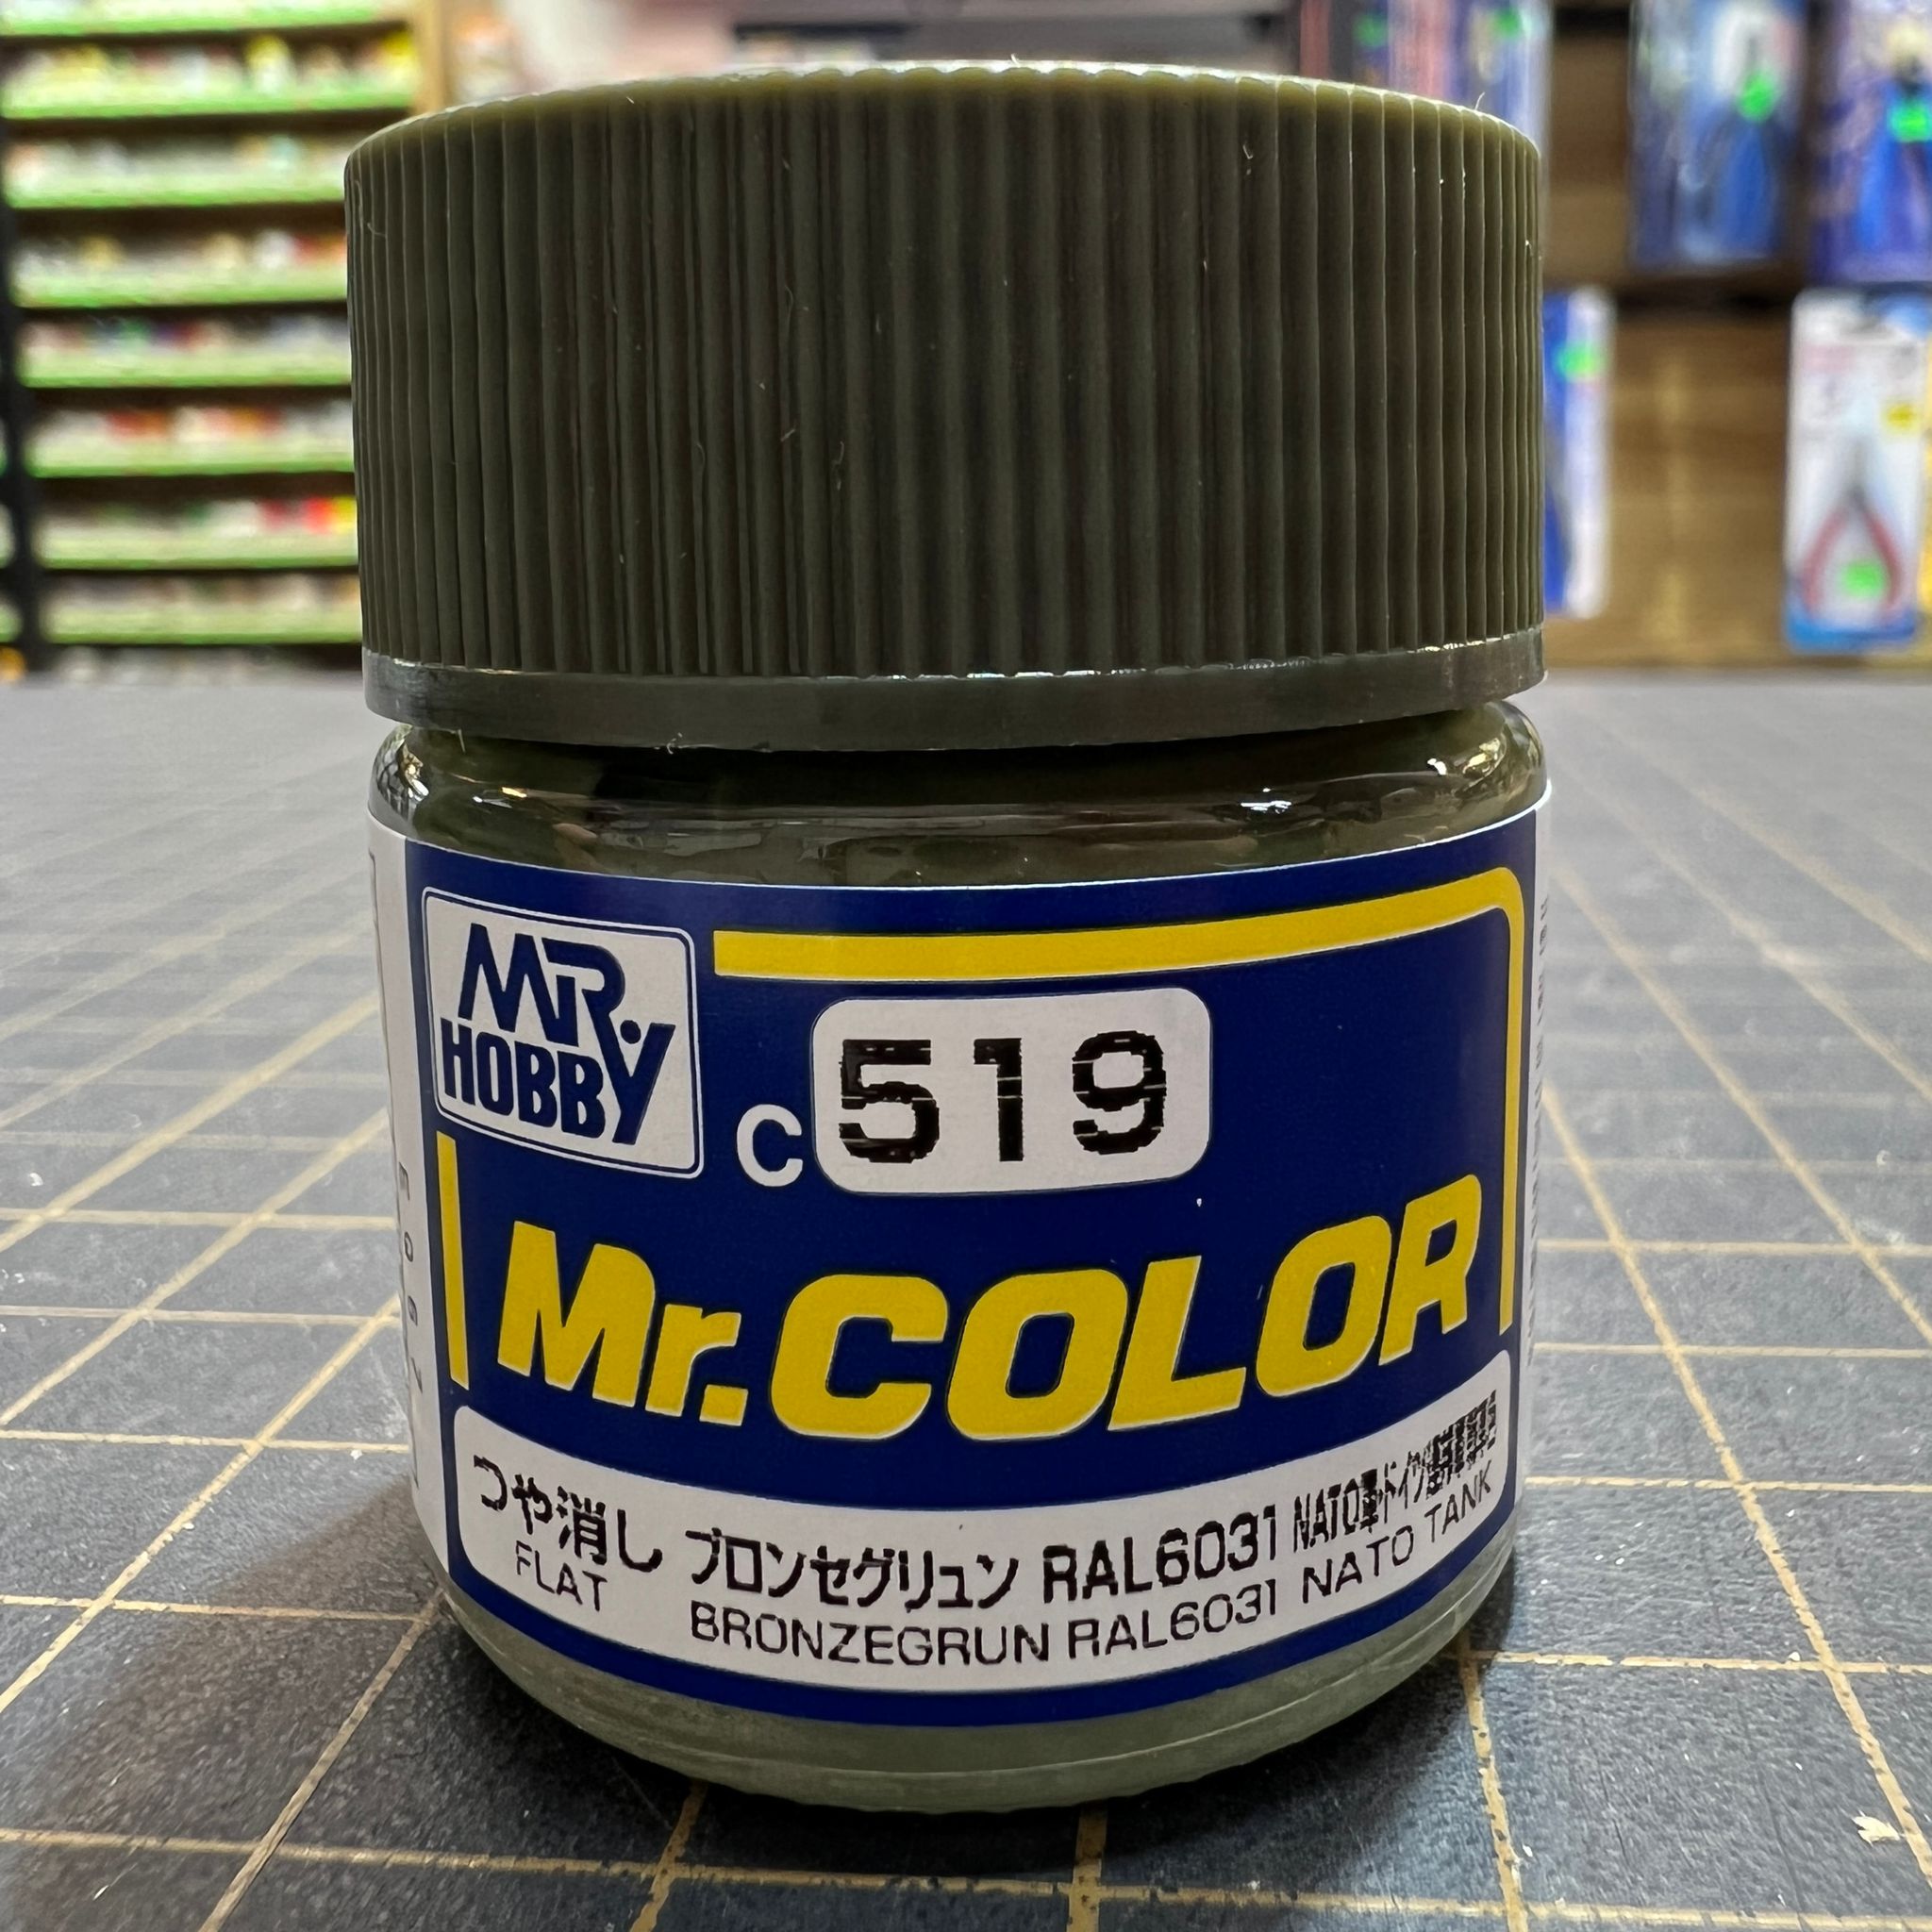 MR. HOBBY
C 519
Mr.COLOR
つや消し ブロンセグリュン RAL6031 NATO
FLAT BRONZEGRUN RAL6031 NATO TANK